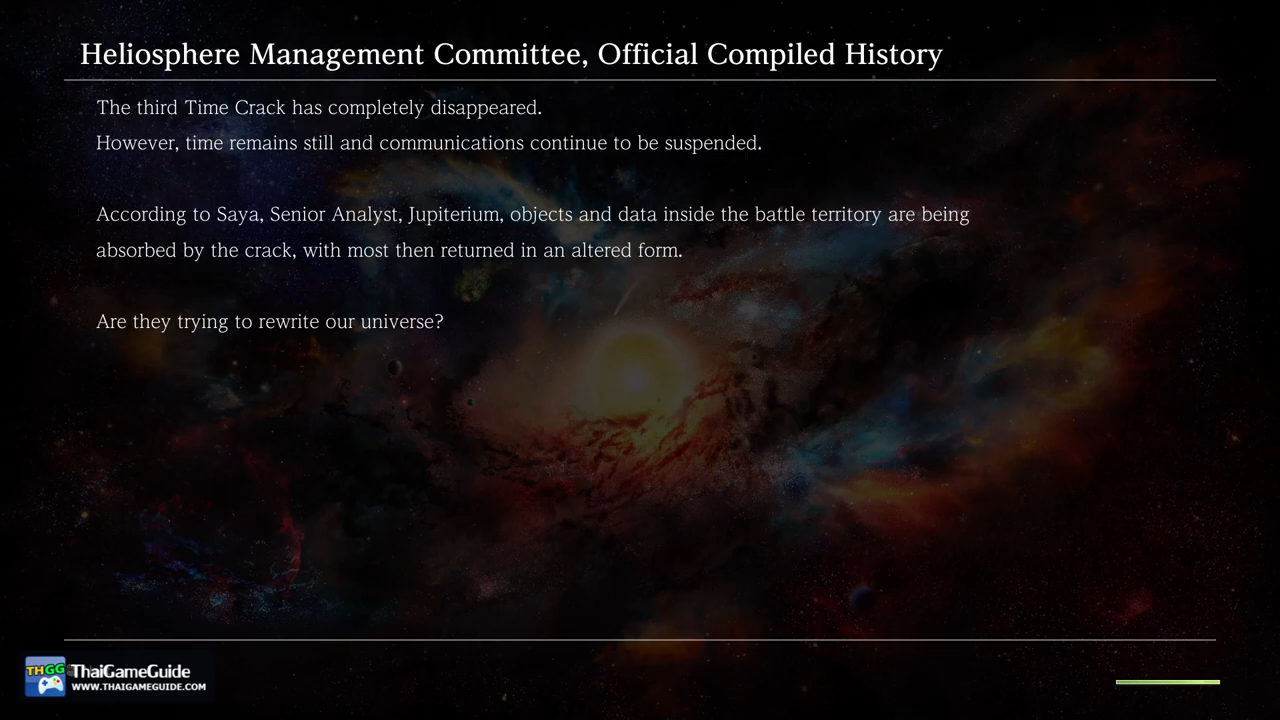 Heliosphere Management Committee, Official Compiled History
The third Time Crack has completely disappeared.
However, time remains still and communications continue to be suspended.
According to Saya, Senior Analyst, Jupiterium, objects and data inside the battle territory are being
absorbed by the crack, with most then returned in an altered form.
Are they trying to rewrite our universe?
THGG
ThaiGameGuide
WWW.THAIGAMEGUIDE.COM